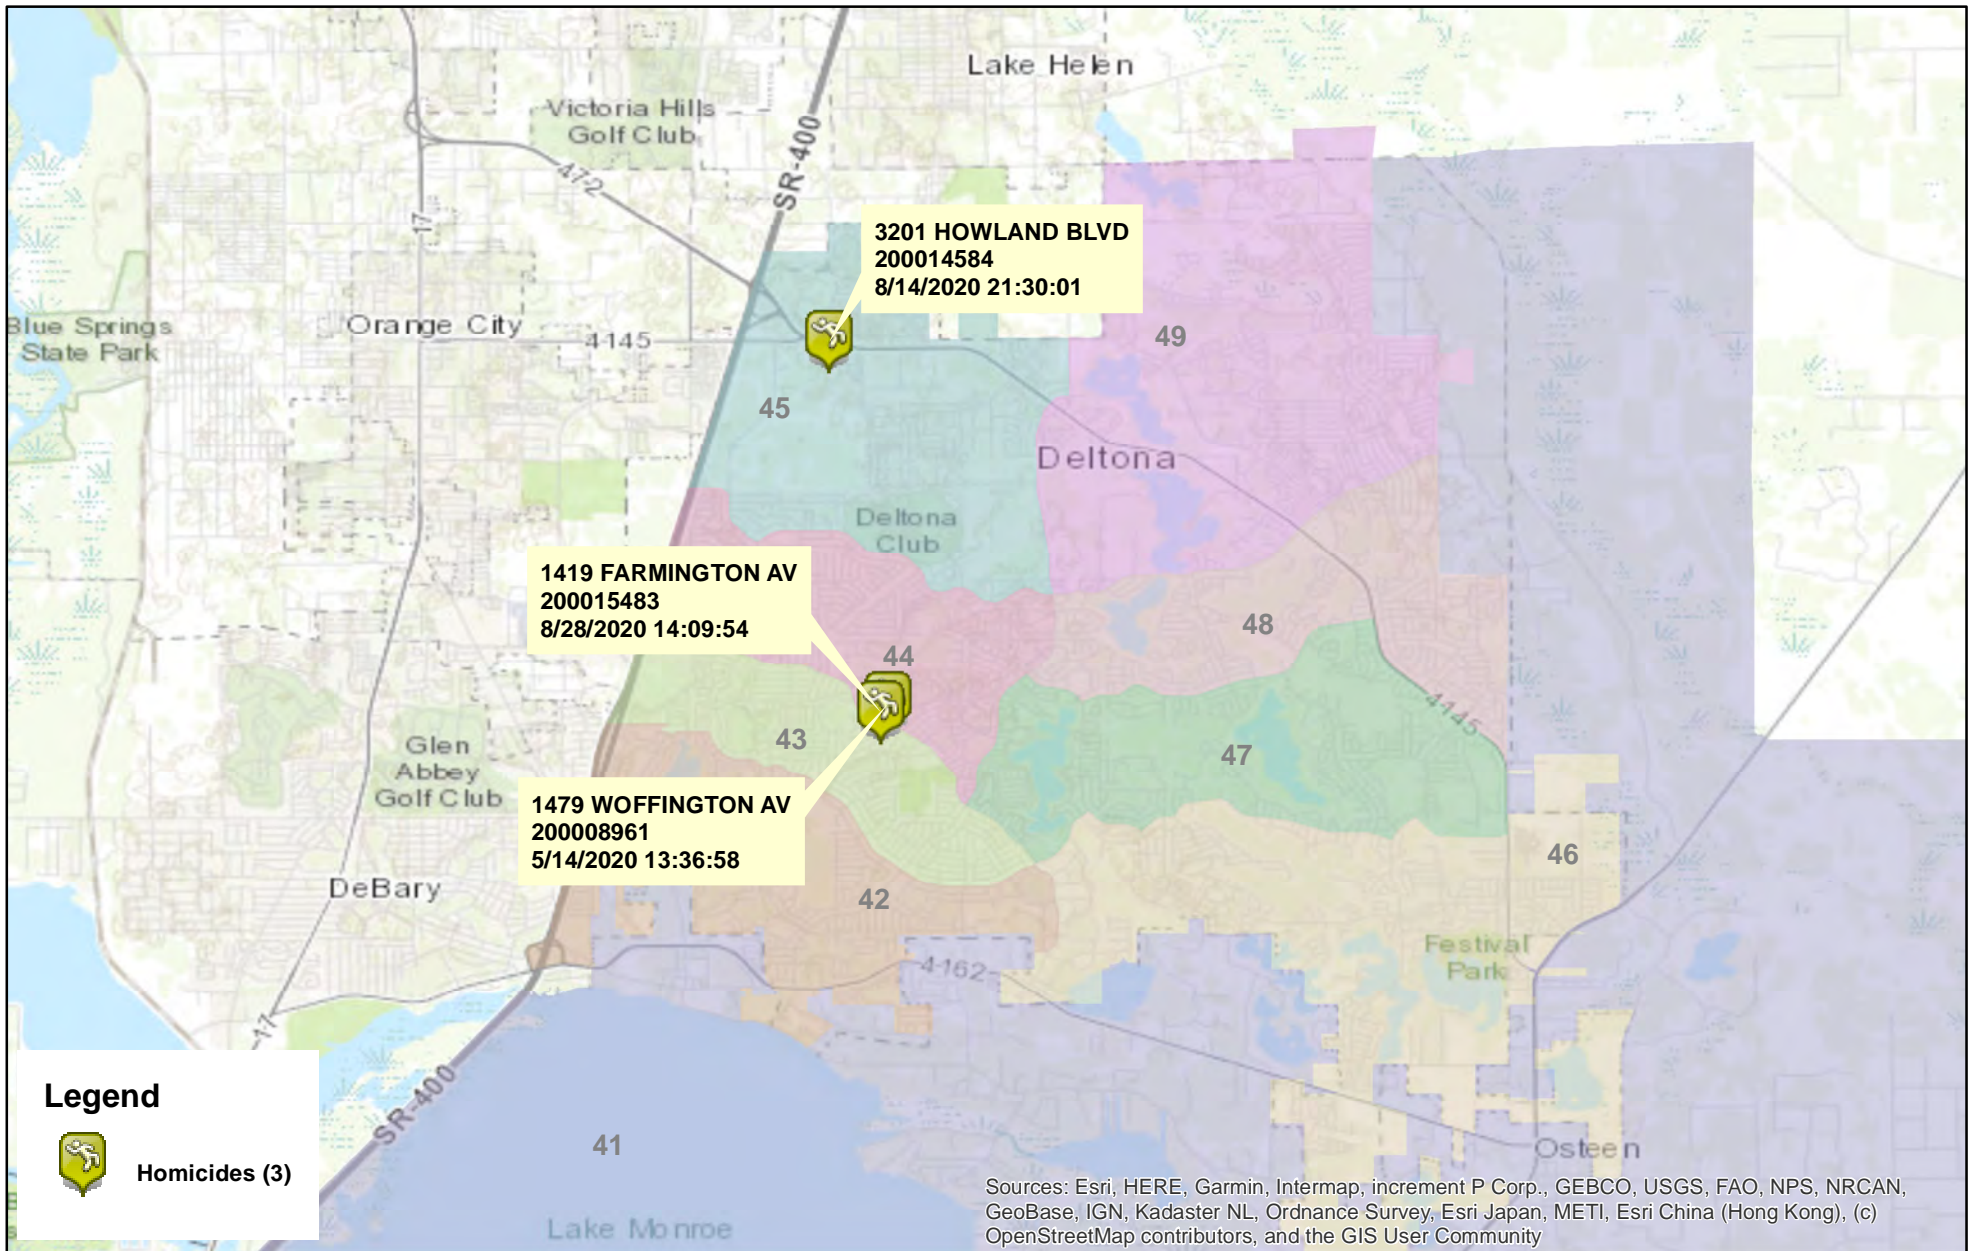 Lake Helen
Victoria Hills
Golf Club
SR-400
472
17
3201 HOWLAND BLVD
200014584
8/14/2020 21:30:01
Blue Springs
State Park
Orange City
4145
49
45
Deltona
Deltona
Club
1419 FARMINGTON AV
200015483
8/28/2020 14:09:54
48
44
4145
43
47
Glen
Abbey
Golf Club
1479 WOFFINGTON AV
200008961
5/14/2020 13:36:58
46
DeBary
42
Festival
Park
4162
17
Legend
SR-400
Homicides (3)
41
Osteen
Lake Monroe
Sources: Esri, HERE, Garmin, Intermap, increment P Corp., GEBCO, USGS, FAO, NPS, NRCAN,
GeoBase, IGN, Kadaster NL, Ordnance Survey, Esri Japan, METI, Esri China (Hong Kong), (c)
OpenStreetMap contributors, and the GIS User Community